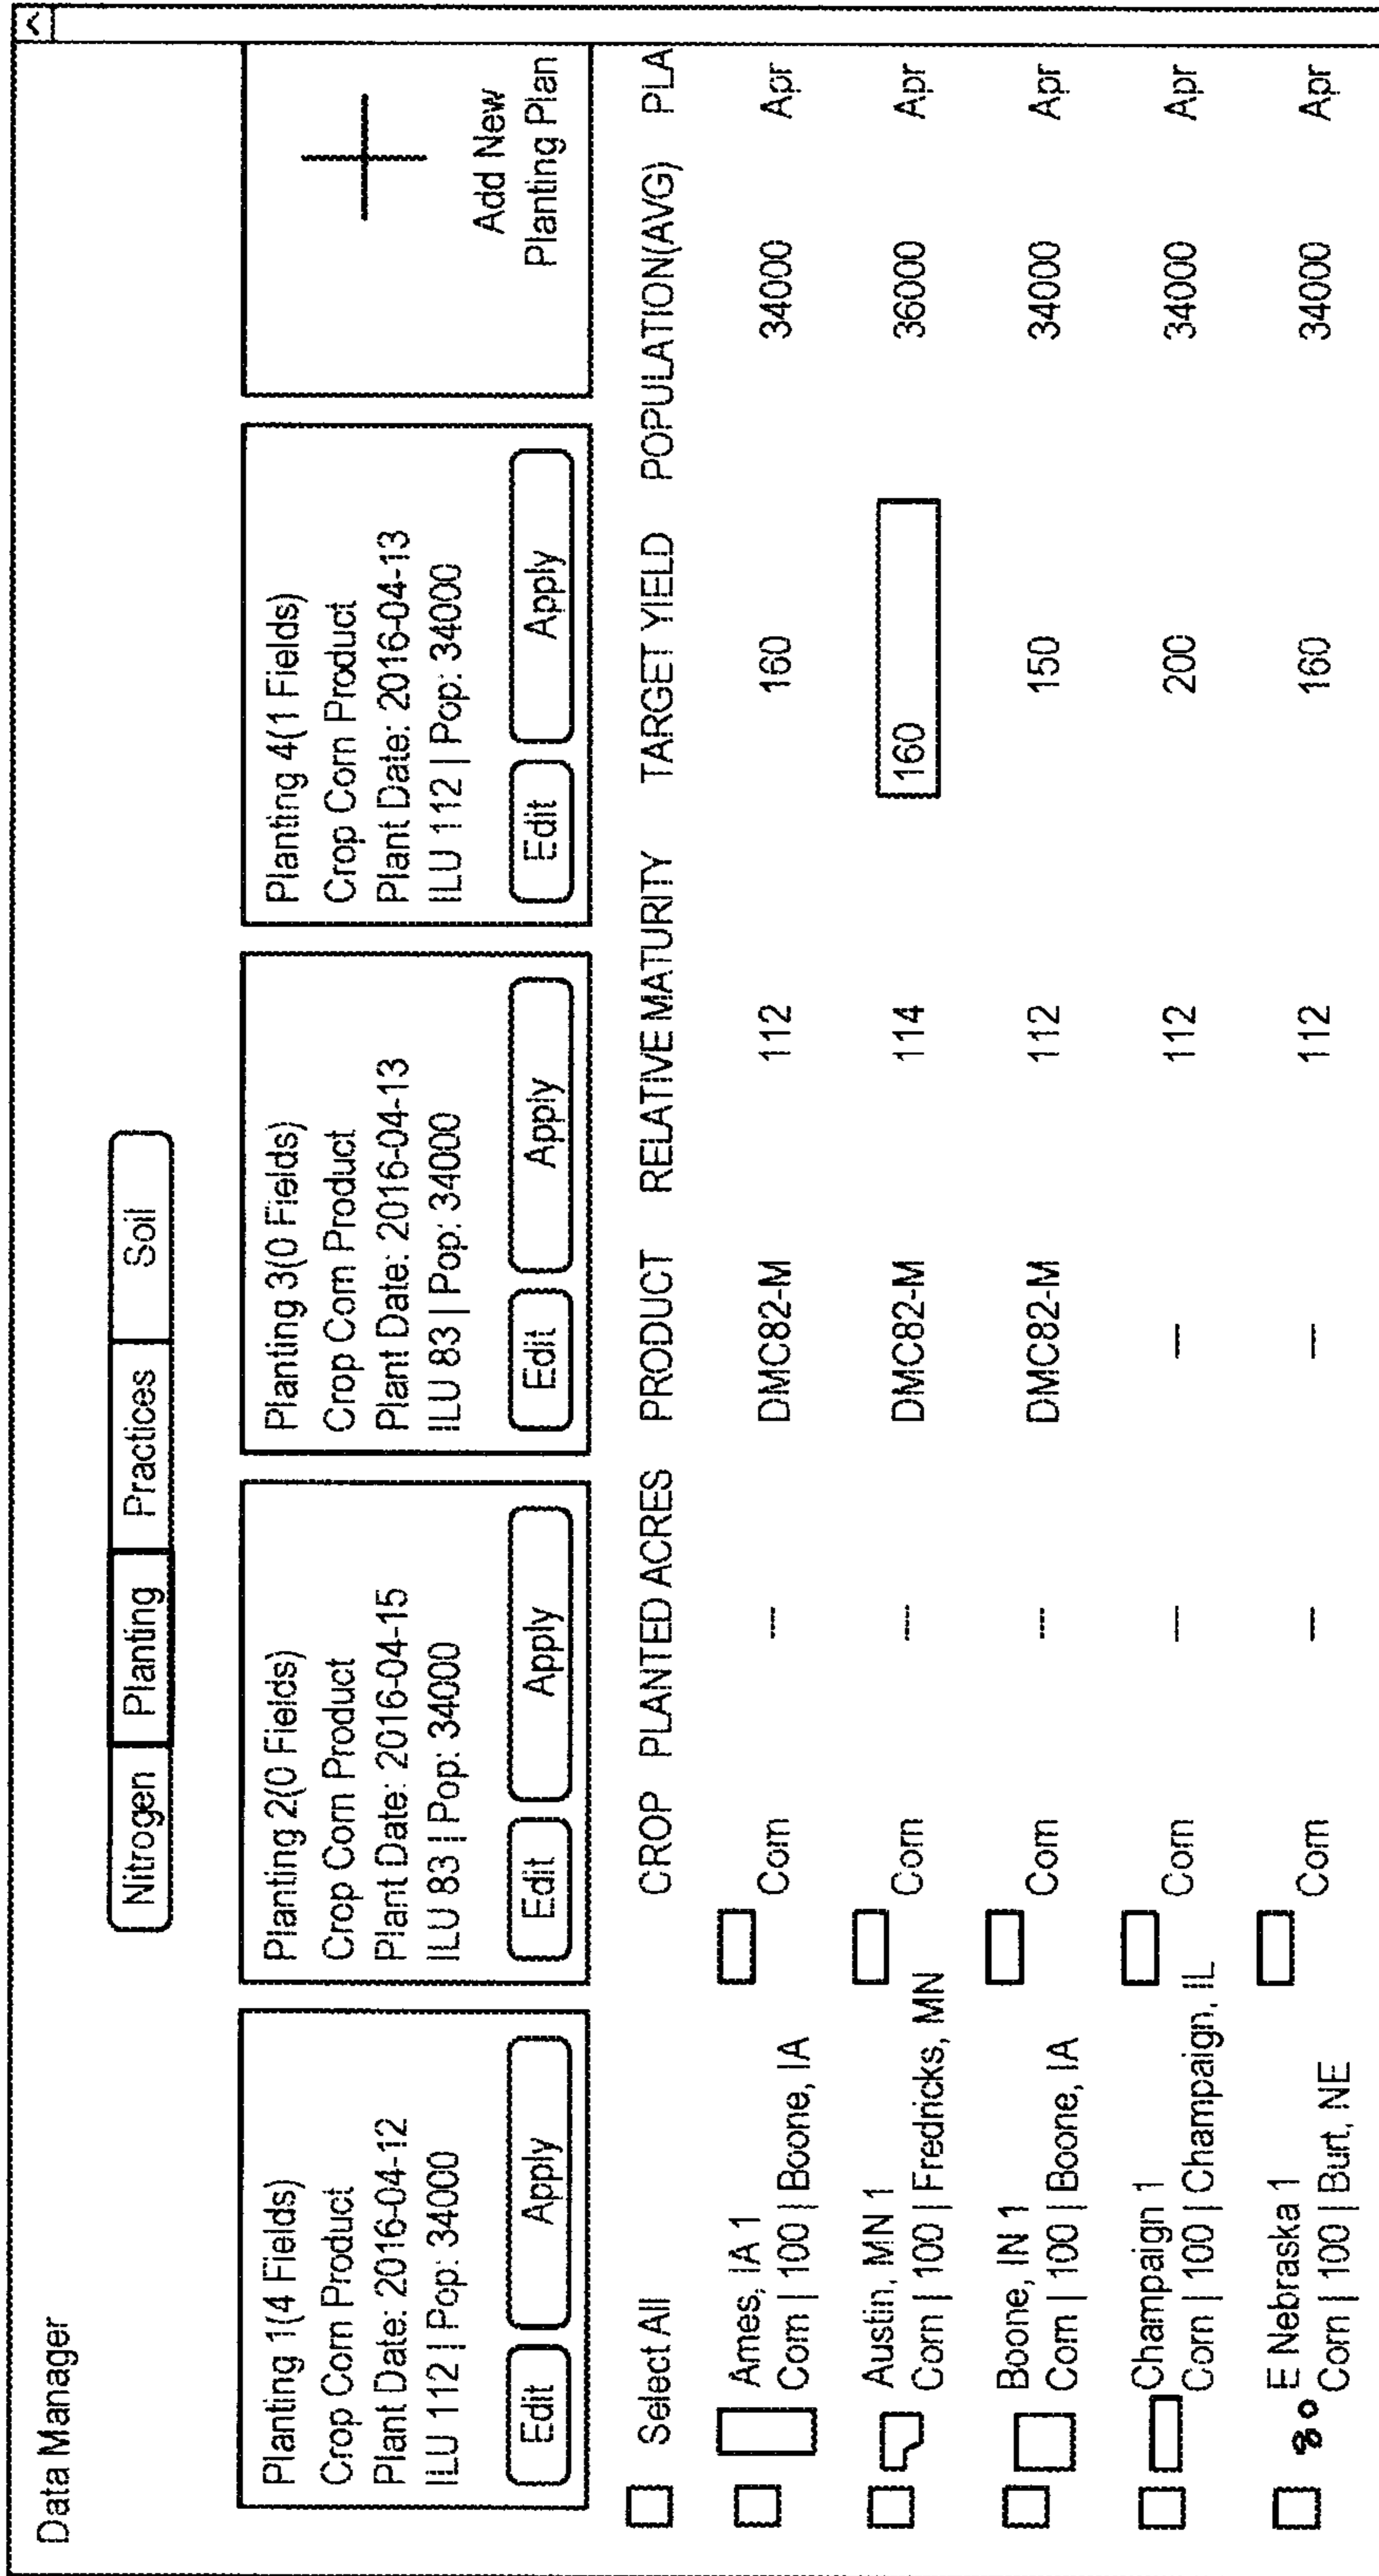 Data Manager
Nitrogen Planting Practices Soil
Planting 1(4 Fields)
Crop Corn Product
Plant Date: 2016-04-12
ILU 112 | Pop: 34000
Edit Apply
Planting 2(0 Fields)
Crop Corn Product
Plant Date: 2016-04-15
ILU 83 | Pop: 34000
Edit Apply
Planting 3(0 Fields)
Crop Corn Product
Plant Date: 2016-04-13
ILU 83 | Pop: 34000
Edit Apply
Planting 4(1 Fields)
Crop Corn Product
Plant Date: 2016-04-13
ILU 112 | Pop: 34000
Edit Apply
Add New
Planting Plan
Select All CROP PLANTED ACRES PRODUCT RELATIVE MATURITY TARGET YIELD POPULATION(AVG) PLA
Ames, IA 1
Corn | 100 | Boone, IA Corn --- DMC82-M 112 160 34000 Apr
Austin, MN 1
Corn | 100 | Fredricks, MN Corn --- DMC82-M 114 160 36000 Apr
Boone, IN 1
Corn | 100 | Boone, IA Corn --- DMC82-M 112 150 34000 Apr
Champaign 1
Corn | 100 | Champaign, IL Corn — — 112 200 34000 Apr
E Nebraska 1
Corn | 100 | Burt, NE Corn — — 112 160 34000 Apr